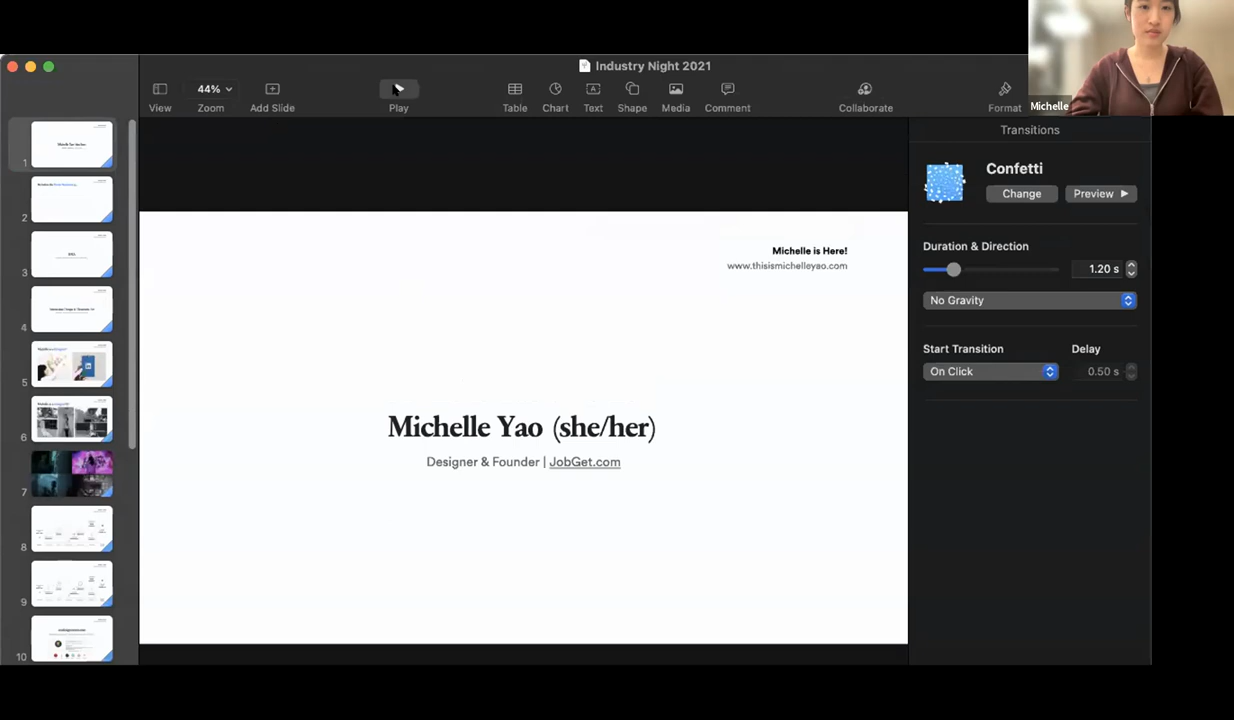 Industry Night 2021
44%
View
Zoom
Add Slide
Play
Table
Chart
Text
Shape
Media
Comment
Collaborate
Format
Michelle
Transitions
Confetti
Change
Preview
Duration & Direction
1.20 s
No Gravity
Start Transition
Delay
On Click
0.50 s
1
2
3
4
5
6
7
8
9
10
Michelle is Here!
www.thisismichelleyao.com
Michelle Yao (she/her)
Designer & Founder | JobGet.com